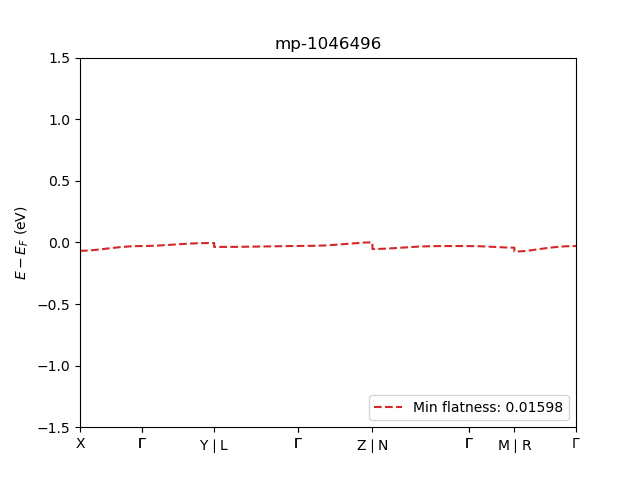 mp-1046496
E − E_F (eV)
1.5
1.0
0.5
0.0
−0.5
−1.0
−1.5
Min flatness: 0.01598
X Γ Y | L Γ Z | N Γ M | R Γ